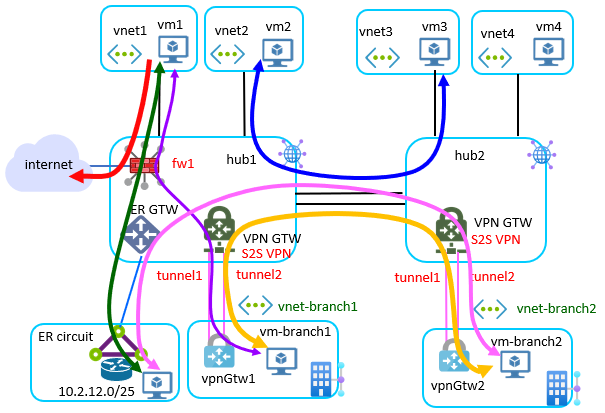 vnet1
vm1
vnet2
vm2
vnet3
vm3
vnet4
vm4
internet
fw1
hub1
hub2
ER GTW
VPN GTW
S2S VPN
VPN GTW
S2S VPN
tunnel1
tunnel2
tunnel1
tunnel2
vnet-branch1
vnet-branch2
ER circuit
vm-branch1
vm-branch2
vpnGtw1
vpnGtw2
10.2.12.0/25